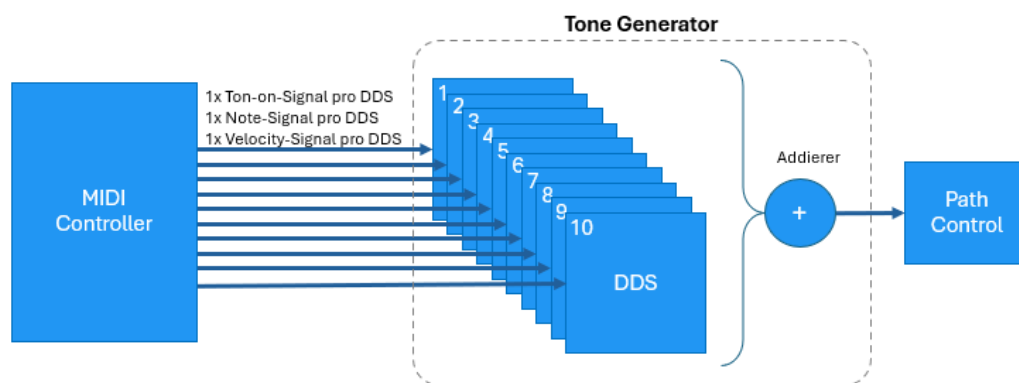 Tone Generator
1x Ton-on-Signal pro DDS
1x Note-Signal pro DDS
1x Velocity-Signal pro DDS
MIDI
Controller
1
2
3
4
5
6
7
8
9
10
DDS
Addierer
+
Path
Control